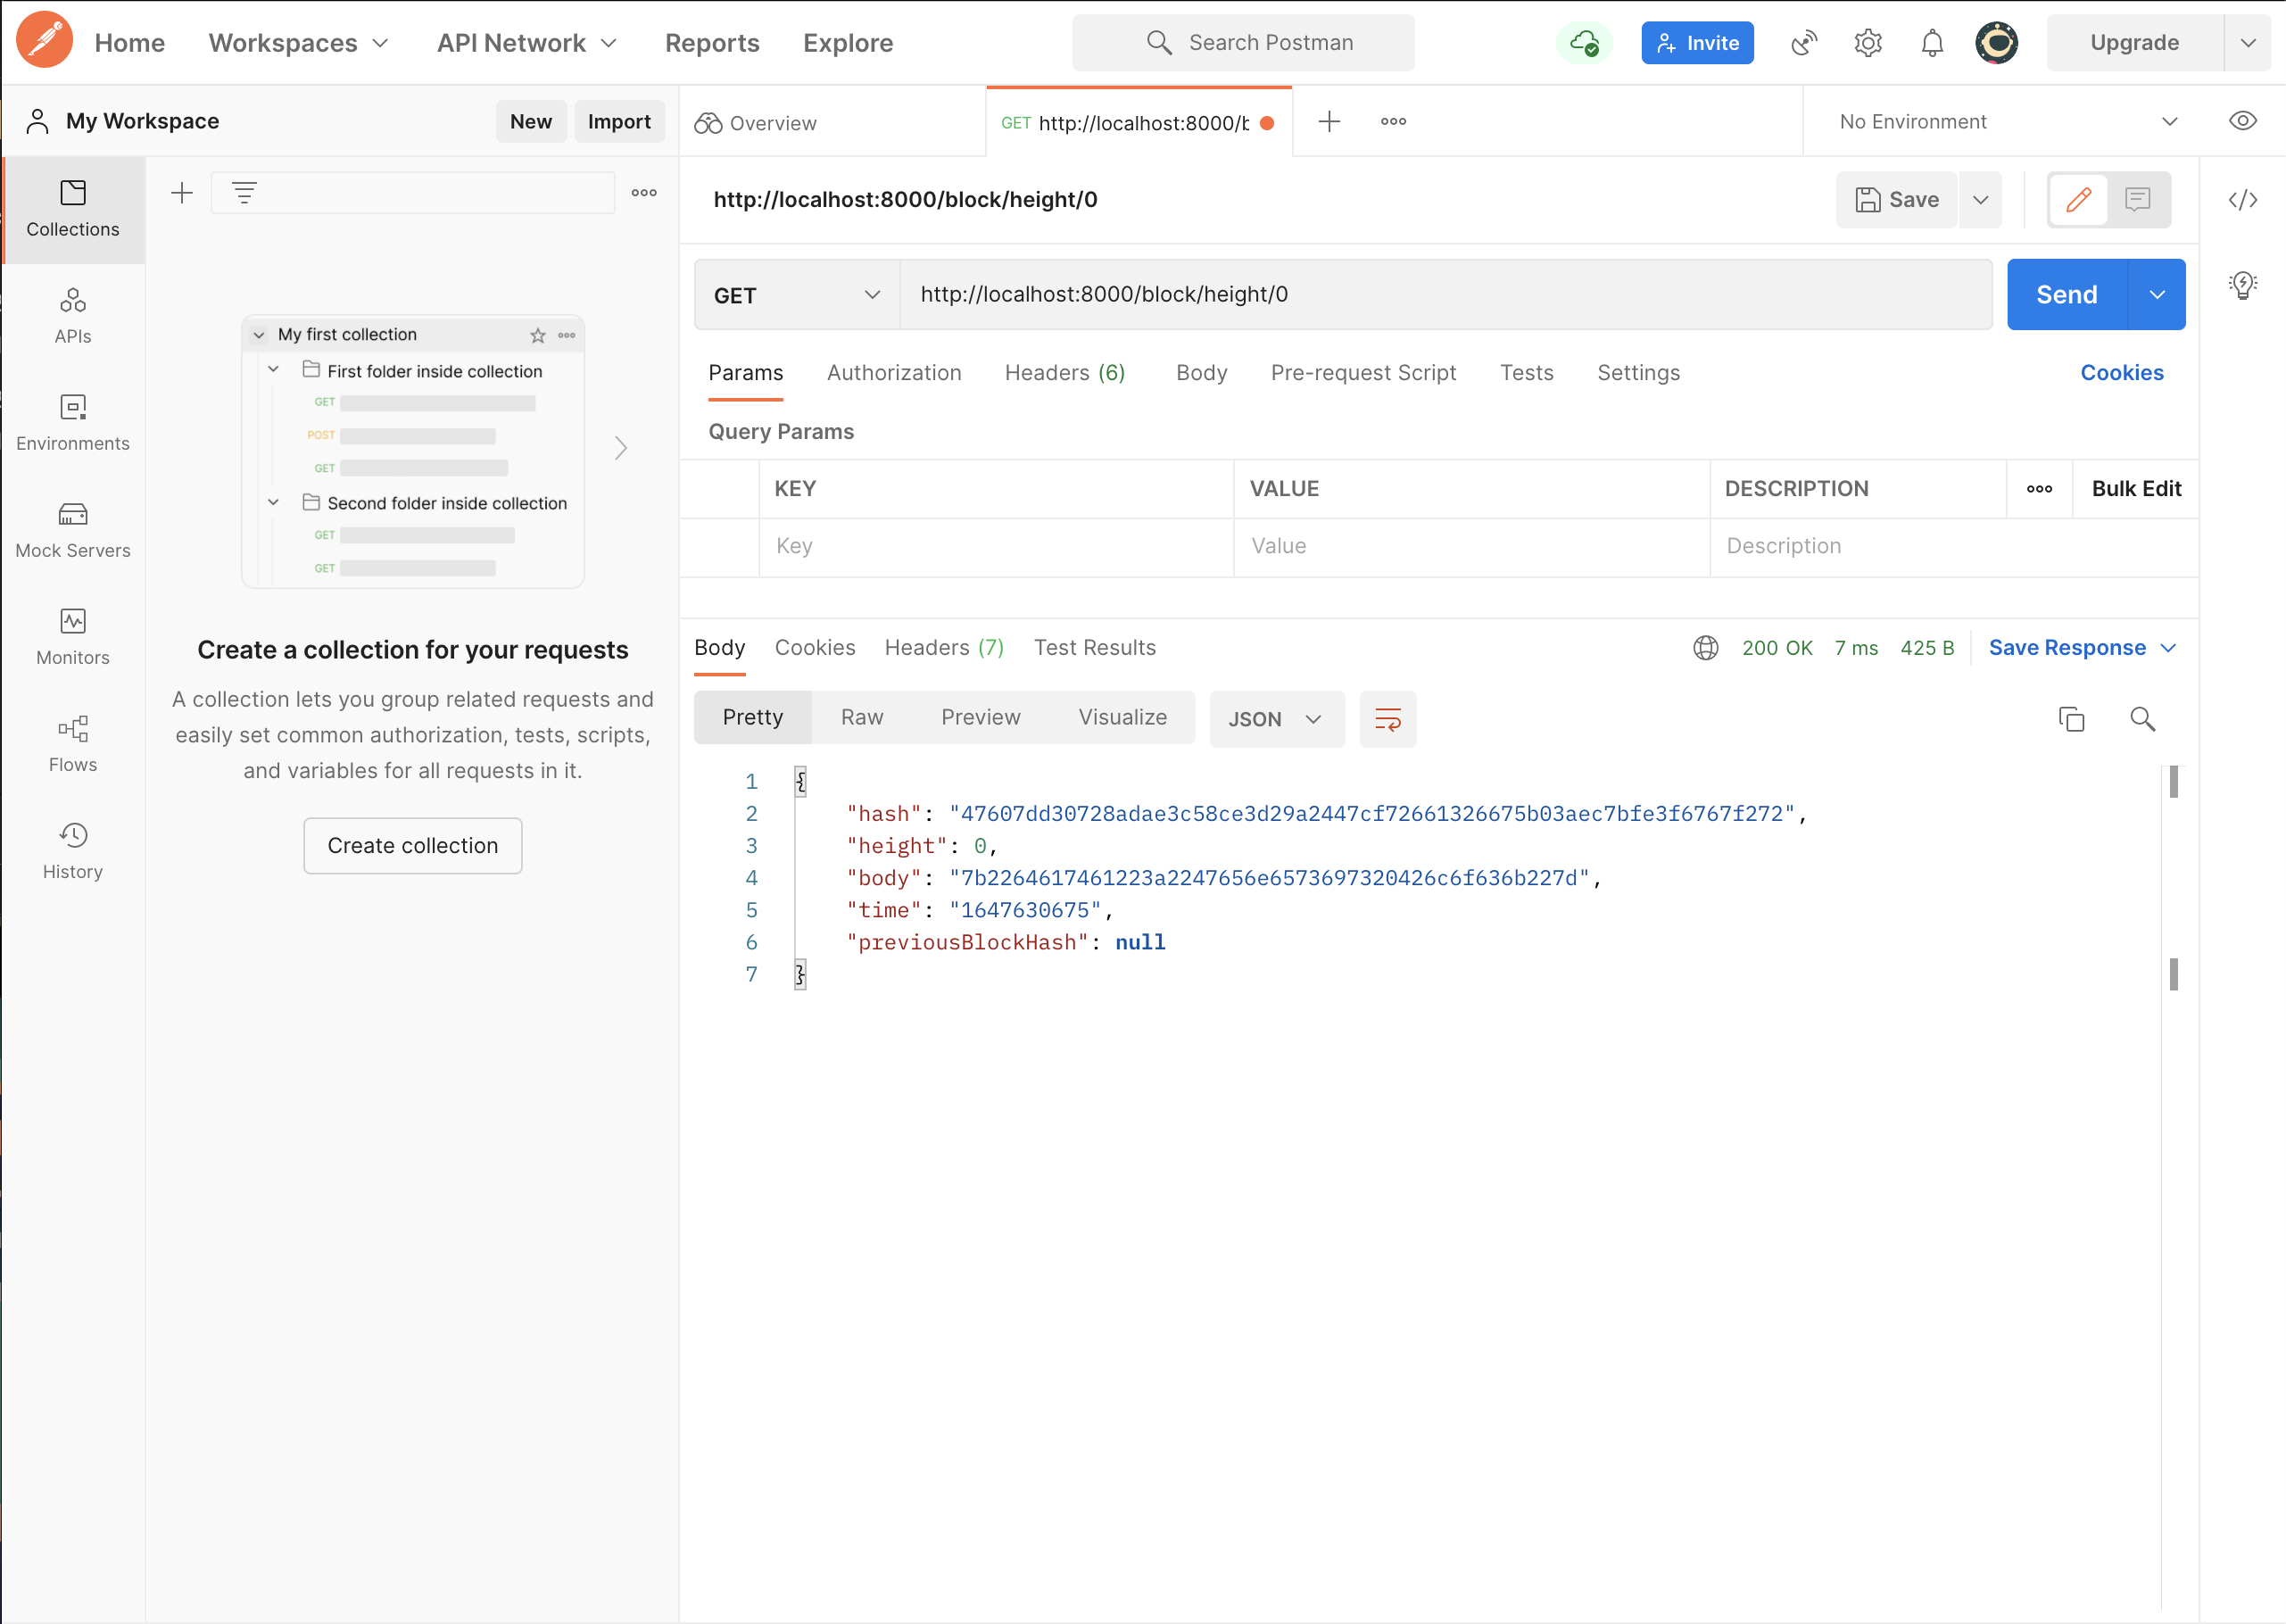 Home
Workspaces
API Network
Reports
Explore
Search Postman
Invite
Upgrade
My Workspace
New
Import
Overview
GET http://localhost:8000/b
No Environment
Collections
APIs
Environments
Mock Servers
Monitors
Flows
History
My first collection
First folder inside collection
GET
POST
GET
Second folder inside collection
GET
GET
Create a collection for your requests
A collection lets you group related requests and
easily set common authorization, tests, scripts,
and variables for all requests in it.
Create collection
http://localhost:8000/block/height/0
Save
GET
http://localhost:8000/block/height/0
Send
Params
Authorization
Headers (6)
Body
Pre-request Script
Tests
Settings
Cookies
Query Params
KEY
VALUE
DESCRIPTION
Bulk Edit
Key
Value
Description
Body
Cookies
Headers (7)
Test Results
200 OK
7 ms
425 B
Save Response
Pretty
Raw
Preview
Visualize
JSON
1 {
2 "hash": "47607dd30728adae3c58ce3d29a2447cf72661326675b03aec7bfe3f6767f272",
3 "height": 0,
4 "body": "7b2264617461223a2247656e6573697320426c6f636b227d",
5 "time": "1647630675",
6 "previousBlockHash": null
7 }